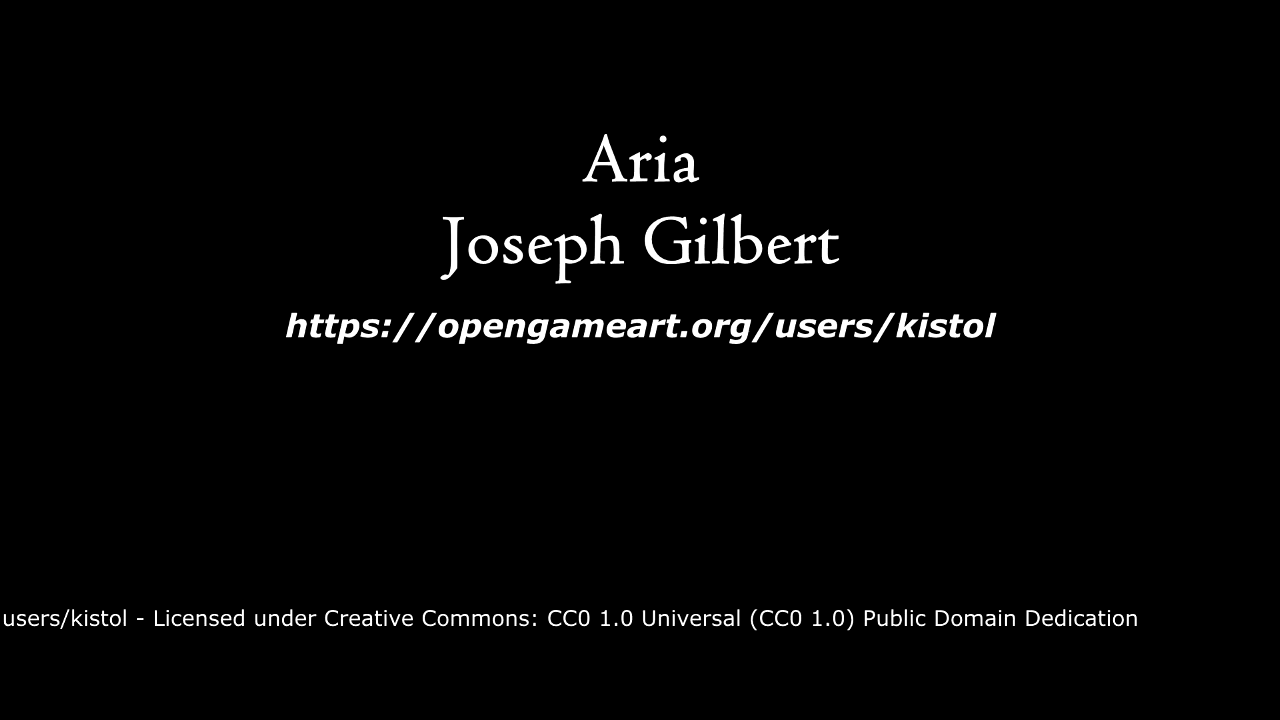 Aria
Joseph Gilbert
https://opengameart.org/users/kistol
users/kistol - Licensed under Creative Commons: CC0 1.0 Universal (CC0 1.0) Public Domain Dedication